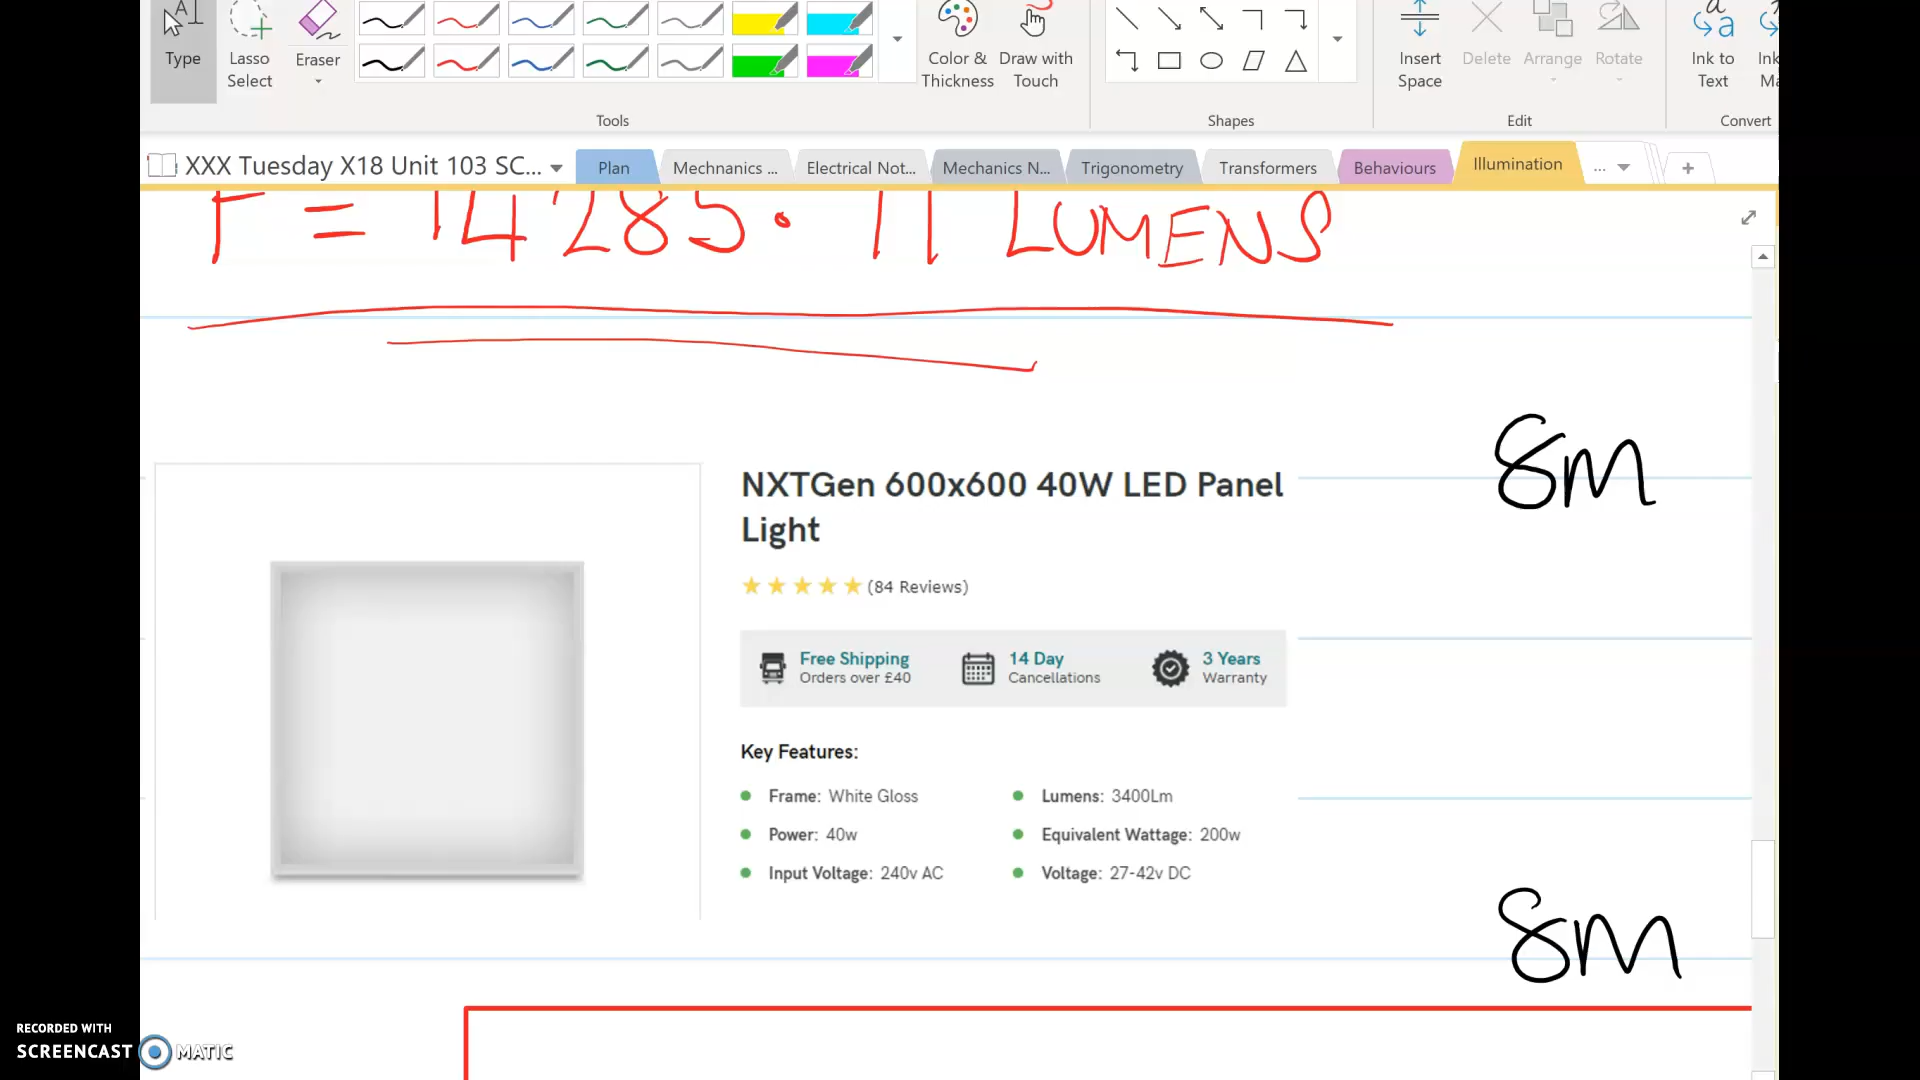 Type
Lasso
Select
Eraser
Color &
Thickness
Draw with
Touch
Insert
Space
Delete
Arrange
Rotate
Ink to
Text
Ink
Ma
Tools
Shapes
Edit
Convert
XXX Tuesday X18 Unit 103 SC...
Plan
Mechnanics ...
Electrical Not...
Mechanics N...
Trigonometry
Transformers
Behaviours
Illumination
...
F = 14285.71 LUMENS
8M
NXTGen 600x600 40W LED Panel
Light
(84 Reviews)
Free Shipping
Orders over £40
14 Day
Cancellations
3 Years
Warranty
Key Features:
Frame: White Gloss
Lumens: 3400Lm
Power: 40w
Equivalent Wattage: 200w
Input Voltage: 240v AC
Voltage: 27-42v DC
8M
RECORDED WITH
SCREENCAST MATIC